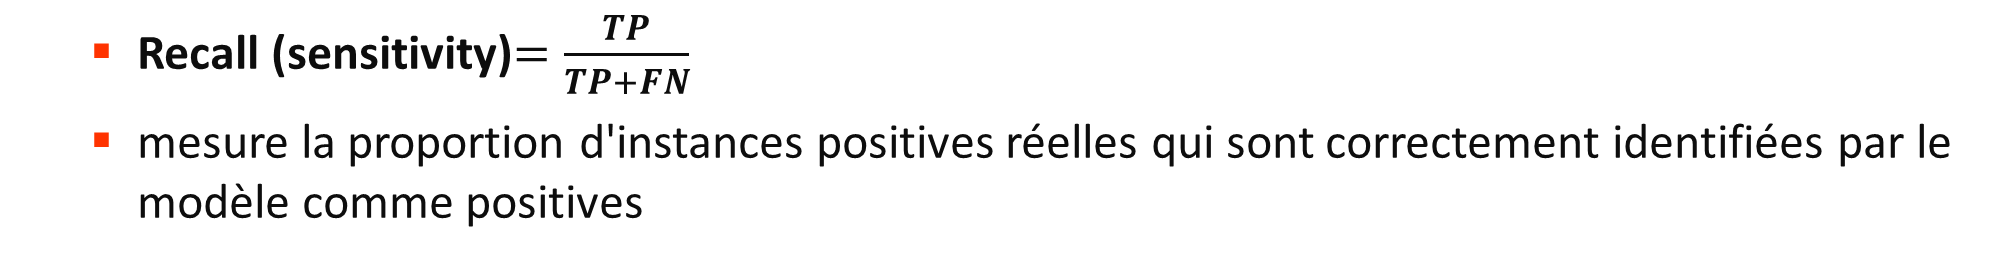 ▪ Recall (sensitivity)= TP/(TP+FN)
▪ mesure la proportion d'instances positives réelles qui sont correctement identifiées par le
modèle comme positives